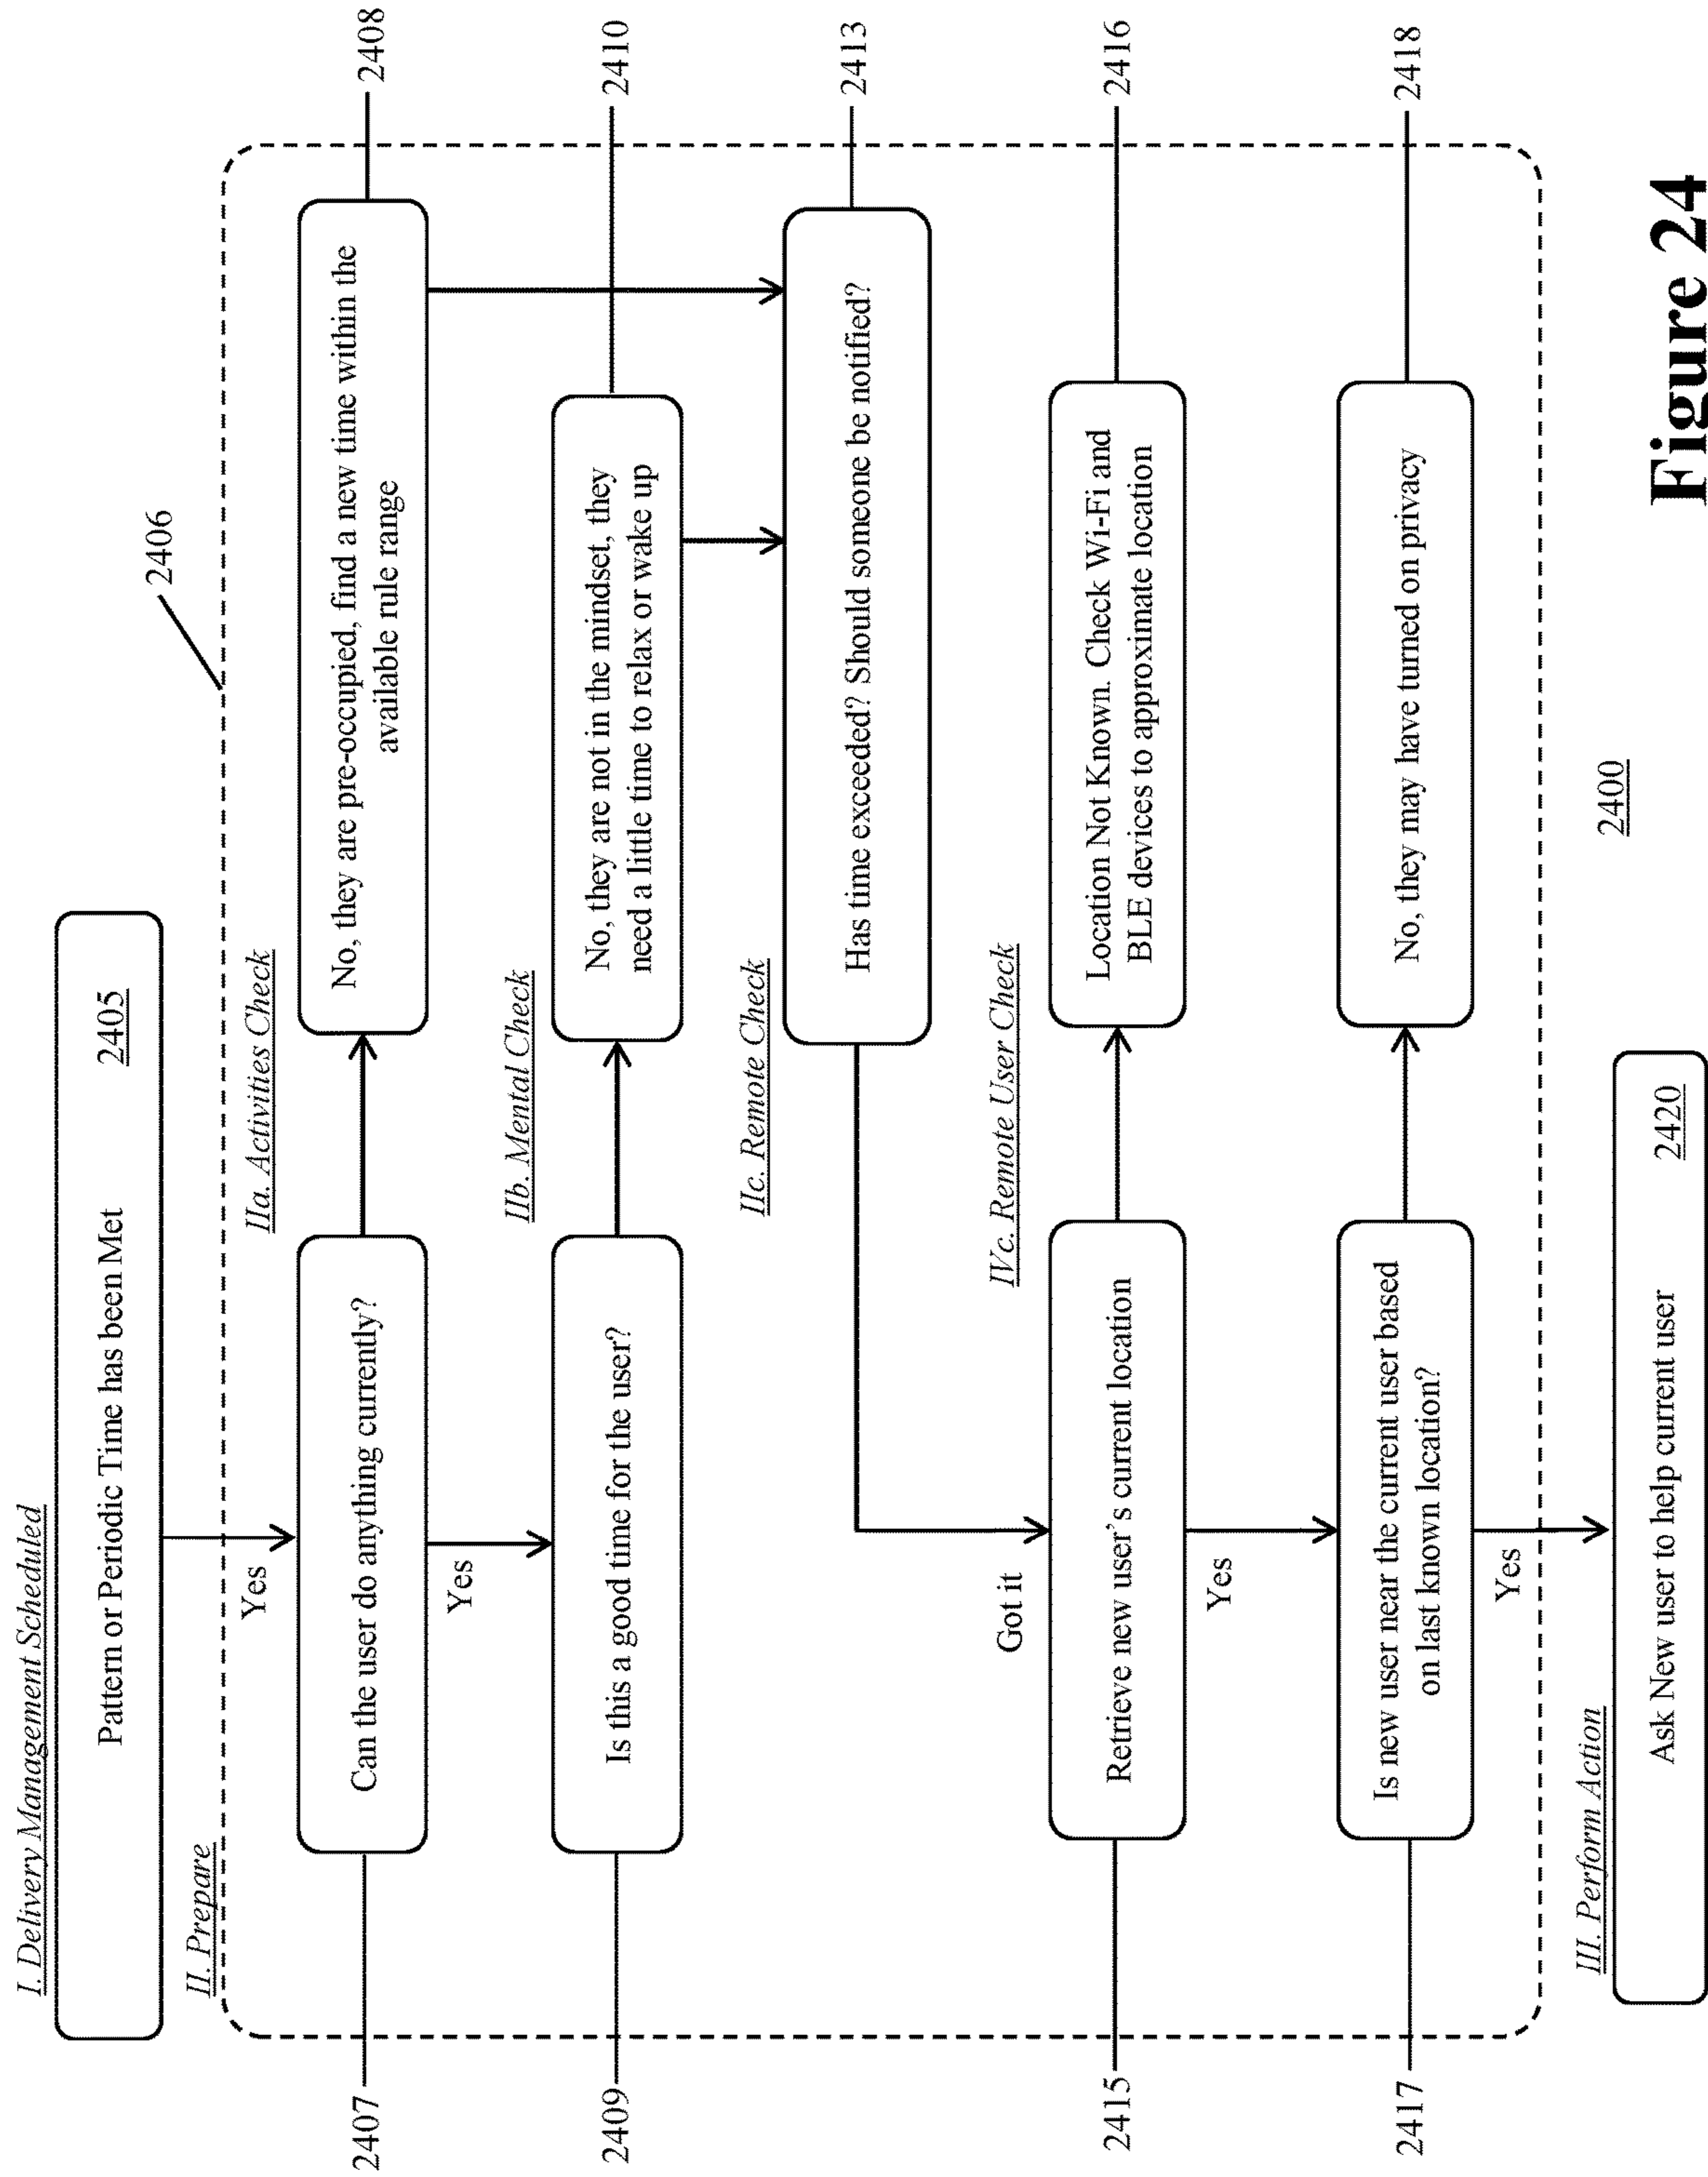 I. Delivery Management Scheduled
Pattern or Periodic Time has been Met
2405
II. Prepare
2406
Yes
IIa. Activities Check
2407
Can the user do anything currently?
No, they are pre-occupied, find a new time within the
available rule range
2408
Yes
IIb. Mental Check
2409
Is this a good time for the user?
No, they are not in the mindset, they
need a little time to relax or wake up
2410
IIc. Remote Check
Has time exceeded? Should someone be notified?
2413
Got it
IVc. Remote User Check
2415
Retrieve new user's current location
Location Not Known. Check Wi-Fi and
BLE devices to approximate location
2416
Yes
2417
Is new user near the current user based
on last known location?
No, they may have turned on privacy
2418
Yes
III. Perform Action
Ask New user to help current user
2420
2400
Figure 24